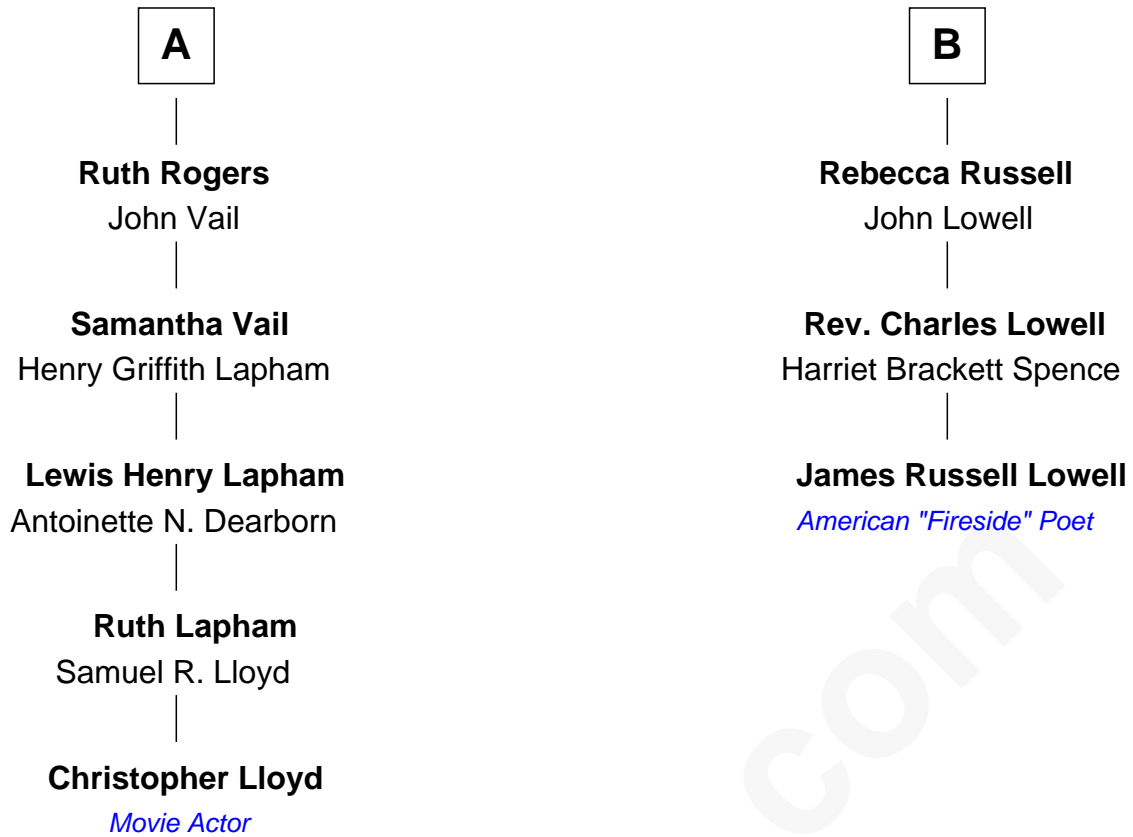 A
Ruth Rogers
John Vail
Samantha Vail
Henry Griffith Lapham
Lewis Henry Lapham
Antoinette N. Dearborn
Ruth Lapham
Samuel R. Lloyd
Christopher Lloyd
Movie Actor
B
Rebecca Russell
John Lowell
Rev. Charles Lowell
Harriet Brackett Spence
James Russell Lowell
American "Fireside" Poet
com